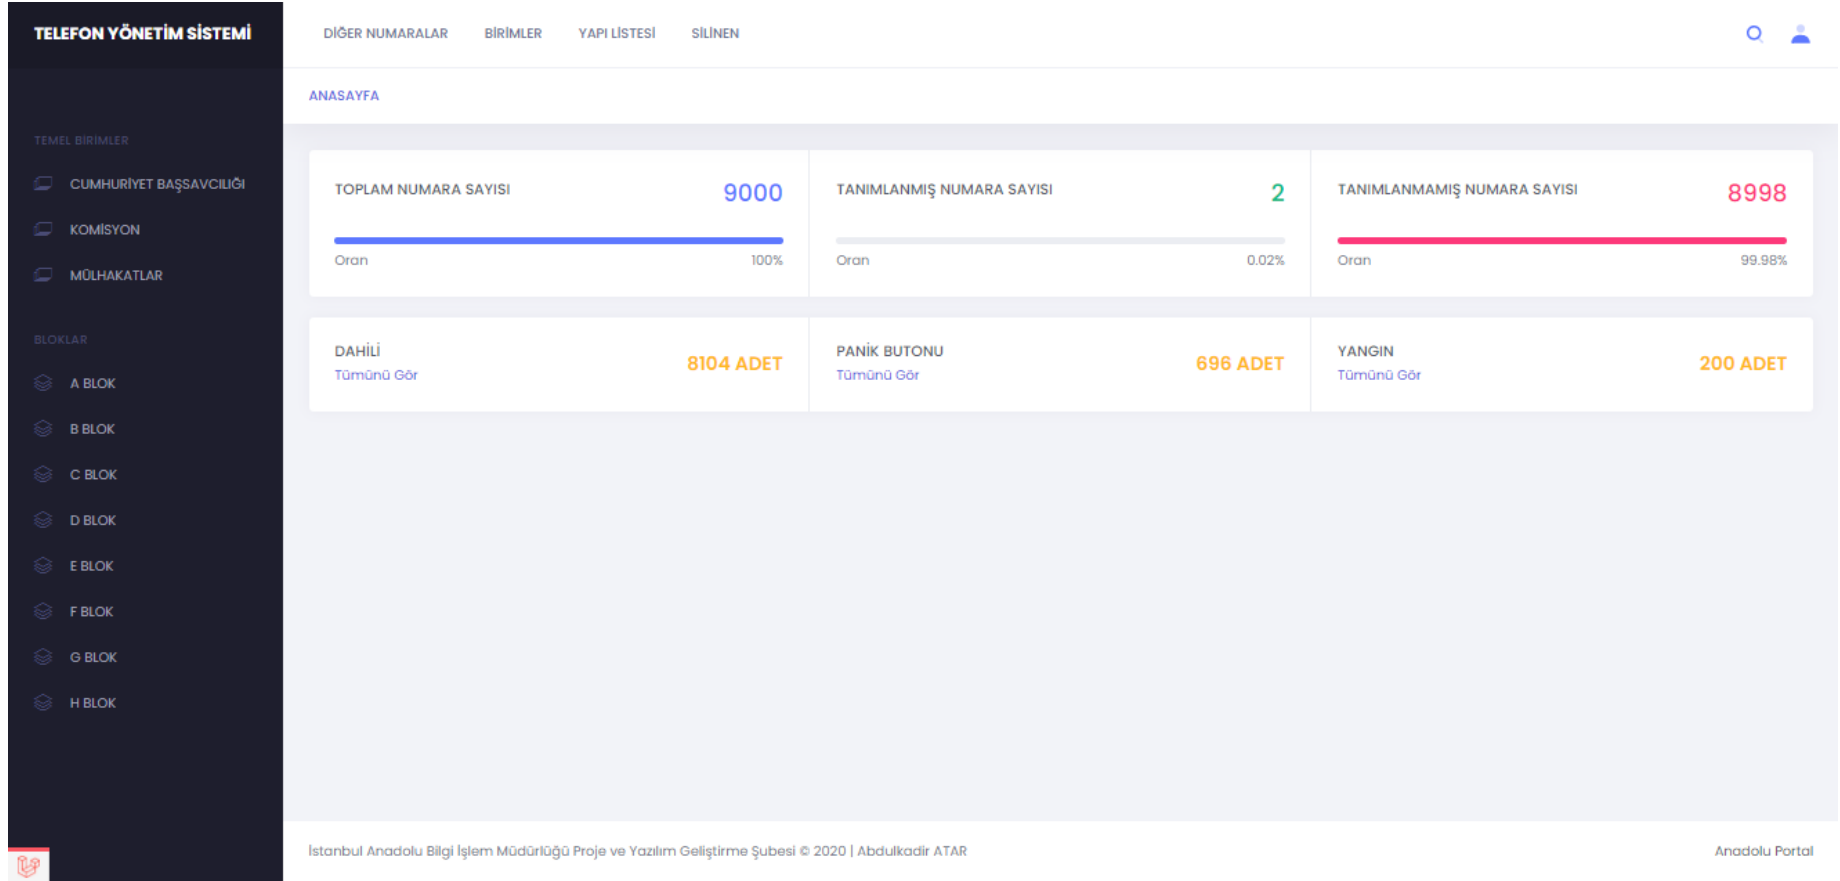 TELEFON YÖNETİM SİSTEMİ
DİĞER NUMARALAR BİRİMLER YAPI LİSTESİ SİLİNEN
ANASAYFA
TEMEL BİRİMLER
CUMHURİYET BAŞSAVCILIĞI
KOMİSYON
MÜLHAKATLAR
BLOKLAR
A BLOK
B BLOK
C BLOK
D BLOK
E BLOK
F BLOK
G BLOK
H BLOK
TOPLAM NUMARA SAYISI 9000
Oran 100%
TANIMLANMIŞ NUMARA SAYISI 2
Oran 0.02%
TANIMLANMAMIŞ NUMARA SAYISI 8998
Oran 99.98%
DAHİLİ 8104 ADET
Tümünü Gör
PANİK BUTONU 696 ADET
Tümünü Gör
YANGIN 200 ADET
Tümünü Gör
İstanbul Anadolu Bilgi İşlem Müdürlüğü Proje ve Yazılım Geliştirme Şubesi © 2020 | Abdulkadir ATAR
Anadolu Portal